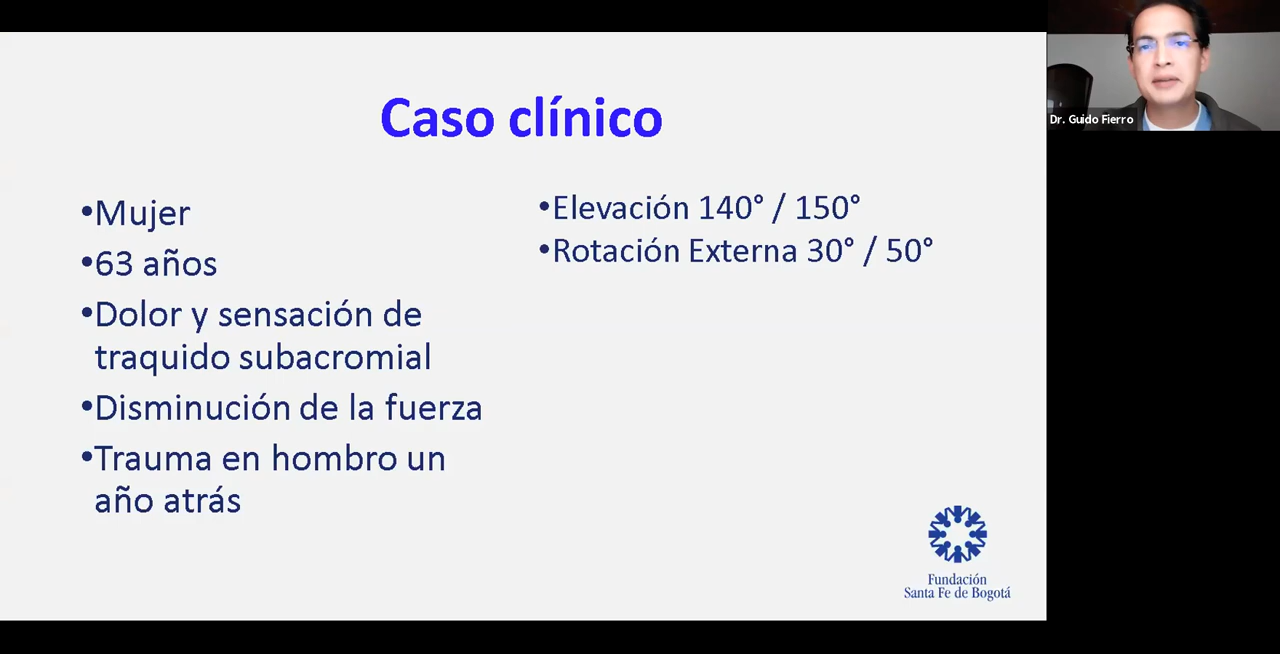 Caso clínico
•Mujer
•63 años
•Dolor y sensación de
traquido subacromial
•Disminución de la fuerza
•Trauma en hombro un
año atrás
•Elevación 140° / 150°
•Rotación Externa 30° / 50°
Fundación
Santa Fe de Bogotá
Dr. Guido Fierro